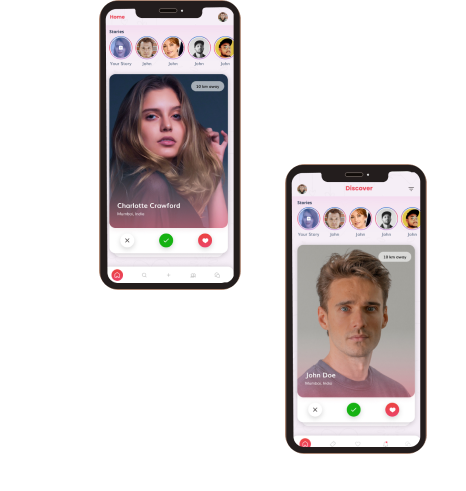 Home
Stories
Your Story John John John John
10 km away
Charlotte Crawford
Mumbai, India
Discover
Stories
Your Story John John John John
10 km away
John Doe
Mumbai, India